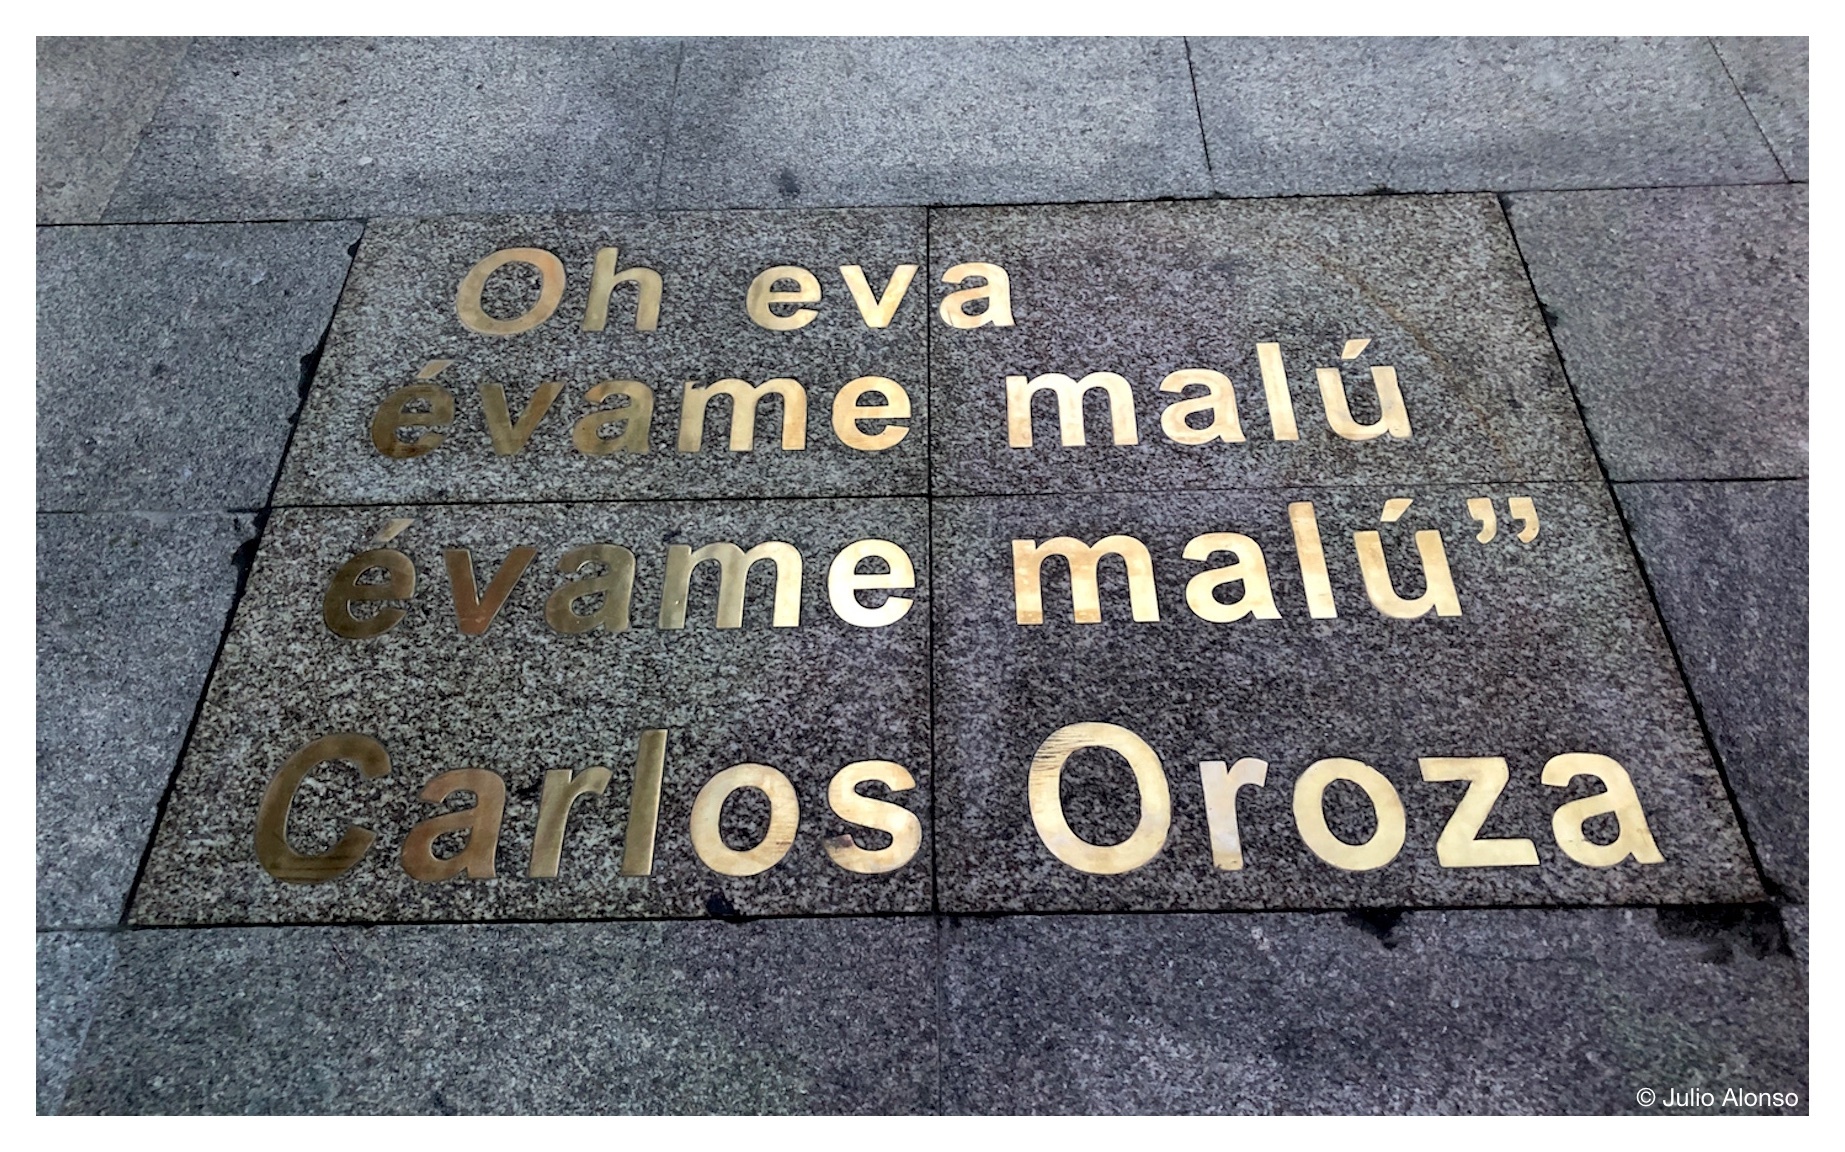 Oh eva
évame malú
évame malú”
Carlos Oroza
© Julio Alonso